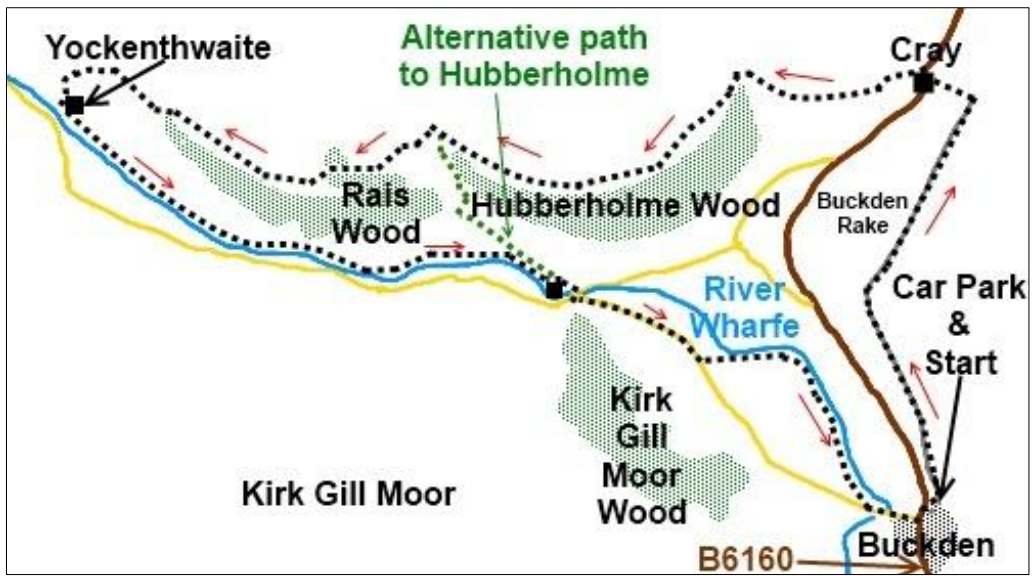 Yockenthwaite
Alternative path
to Hubberholme
Cray
Rais
Wood
Hubberholme Wood
Buckden
Rake
River
Wharfe
Car Park
&
Start
Kirk
Gill
Moor
Wood
Kirk Gill Moor
Buckden
B6160